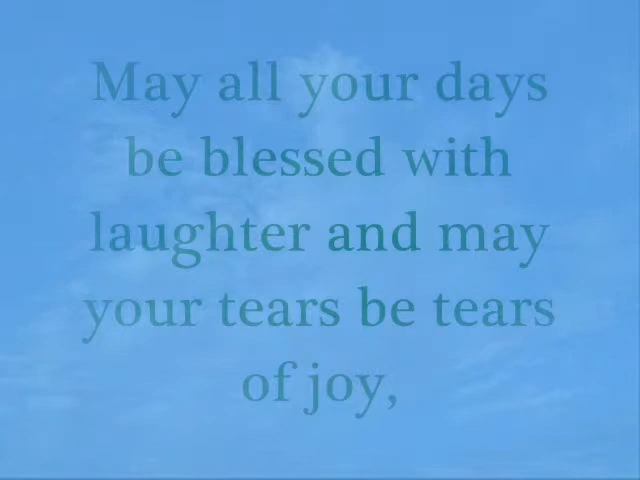 May all your days
be blessed with
laughter and may
your tears be tears
of joy,